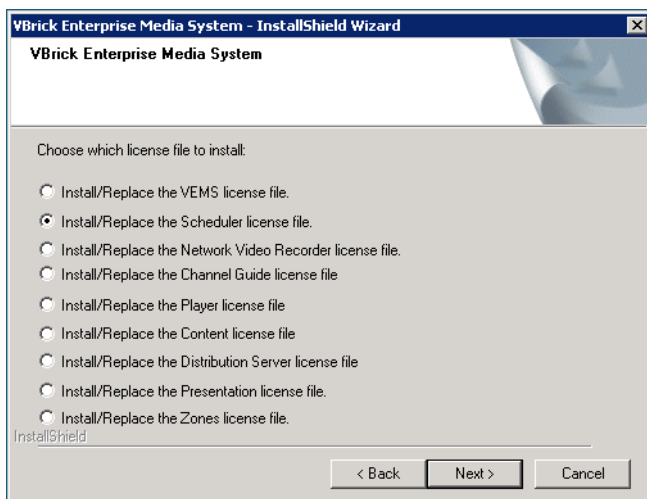 VBrick Enterprise Media System - InstallShield Wizard
VBrick Enterprise Media System
Choose which license file to install:
Install/Replace the VEMS license file.
Install/Replace the Scheduler license file.
Install/Replace the Network Video Recorder license file.
Install/Replace the Channel Guide license file
Install/Replace the Player license file
Install/Replace the Content license file
Install/Replace the Distribution Server license file
Install/Replace the Presentation license file.
Install/Replace the Zones license file.
InstallShield
< Back Next > Cancel